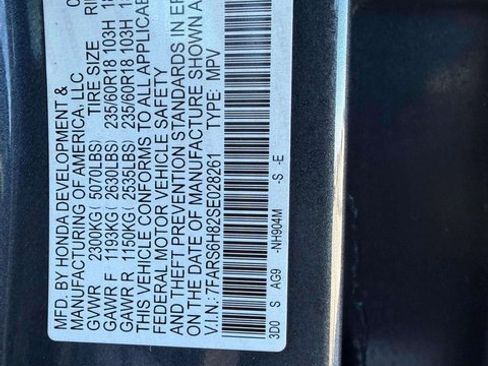 MFD. BY HONDA DEVELOPMENT &
MANUFACTURING OF AMERICA, LLC
TIRE SIZE
GVWR 2300KG( 5070LBS)
GAWR F 1193KG( 2630LBS) 235/60R18 103H
GAWR R 1150KG( 2535LBS) 235/60R18 103H
THIS VEHICLE CONFORMS TO ALL APPLICABLE
FEDERAL MOTOR VEHICLE SAFETY
AND THEFT PREVENTION STANDARDS IN
ON THE DATE OF MANUFACTURE SHOWN
V.I.N.: 7FARS6H82SE028261 TYPE: MPV
3D0 S AG9 -NH904M -S -E